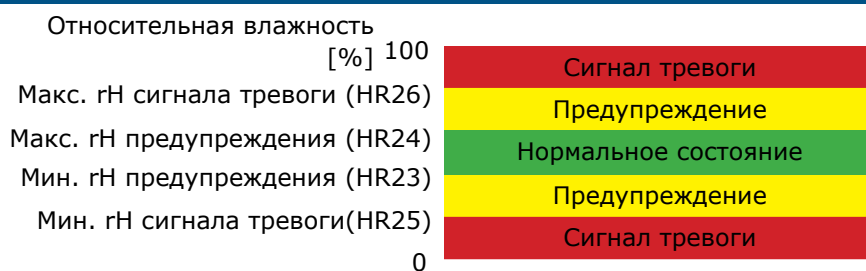 Относительная влажность
[%] 100
Сигнал тревоги
Макс. rH сигнала тревоги (HR26)
Предупреждение
Макс. rH предупреждения (HR24)
Нормальное состояние
Мин. rH предупреждения (HR23)
Предупреждение
Мин. rH сигнала тревоги(HR25)
Сигнал тревоги
0